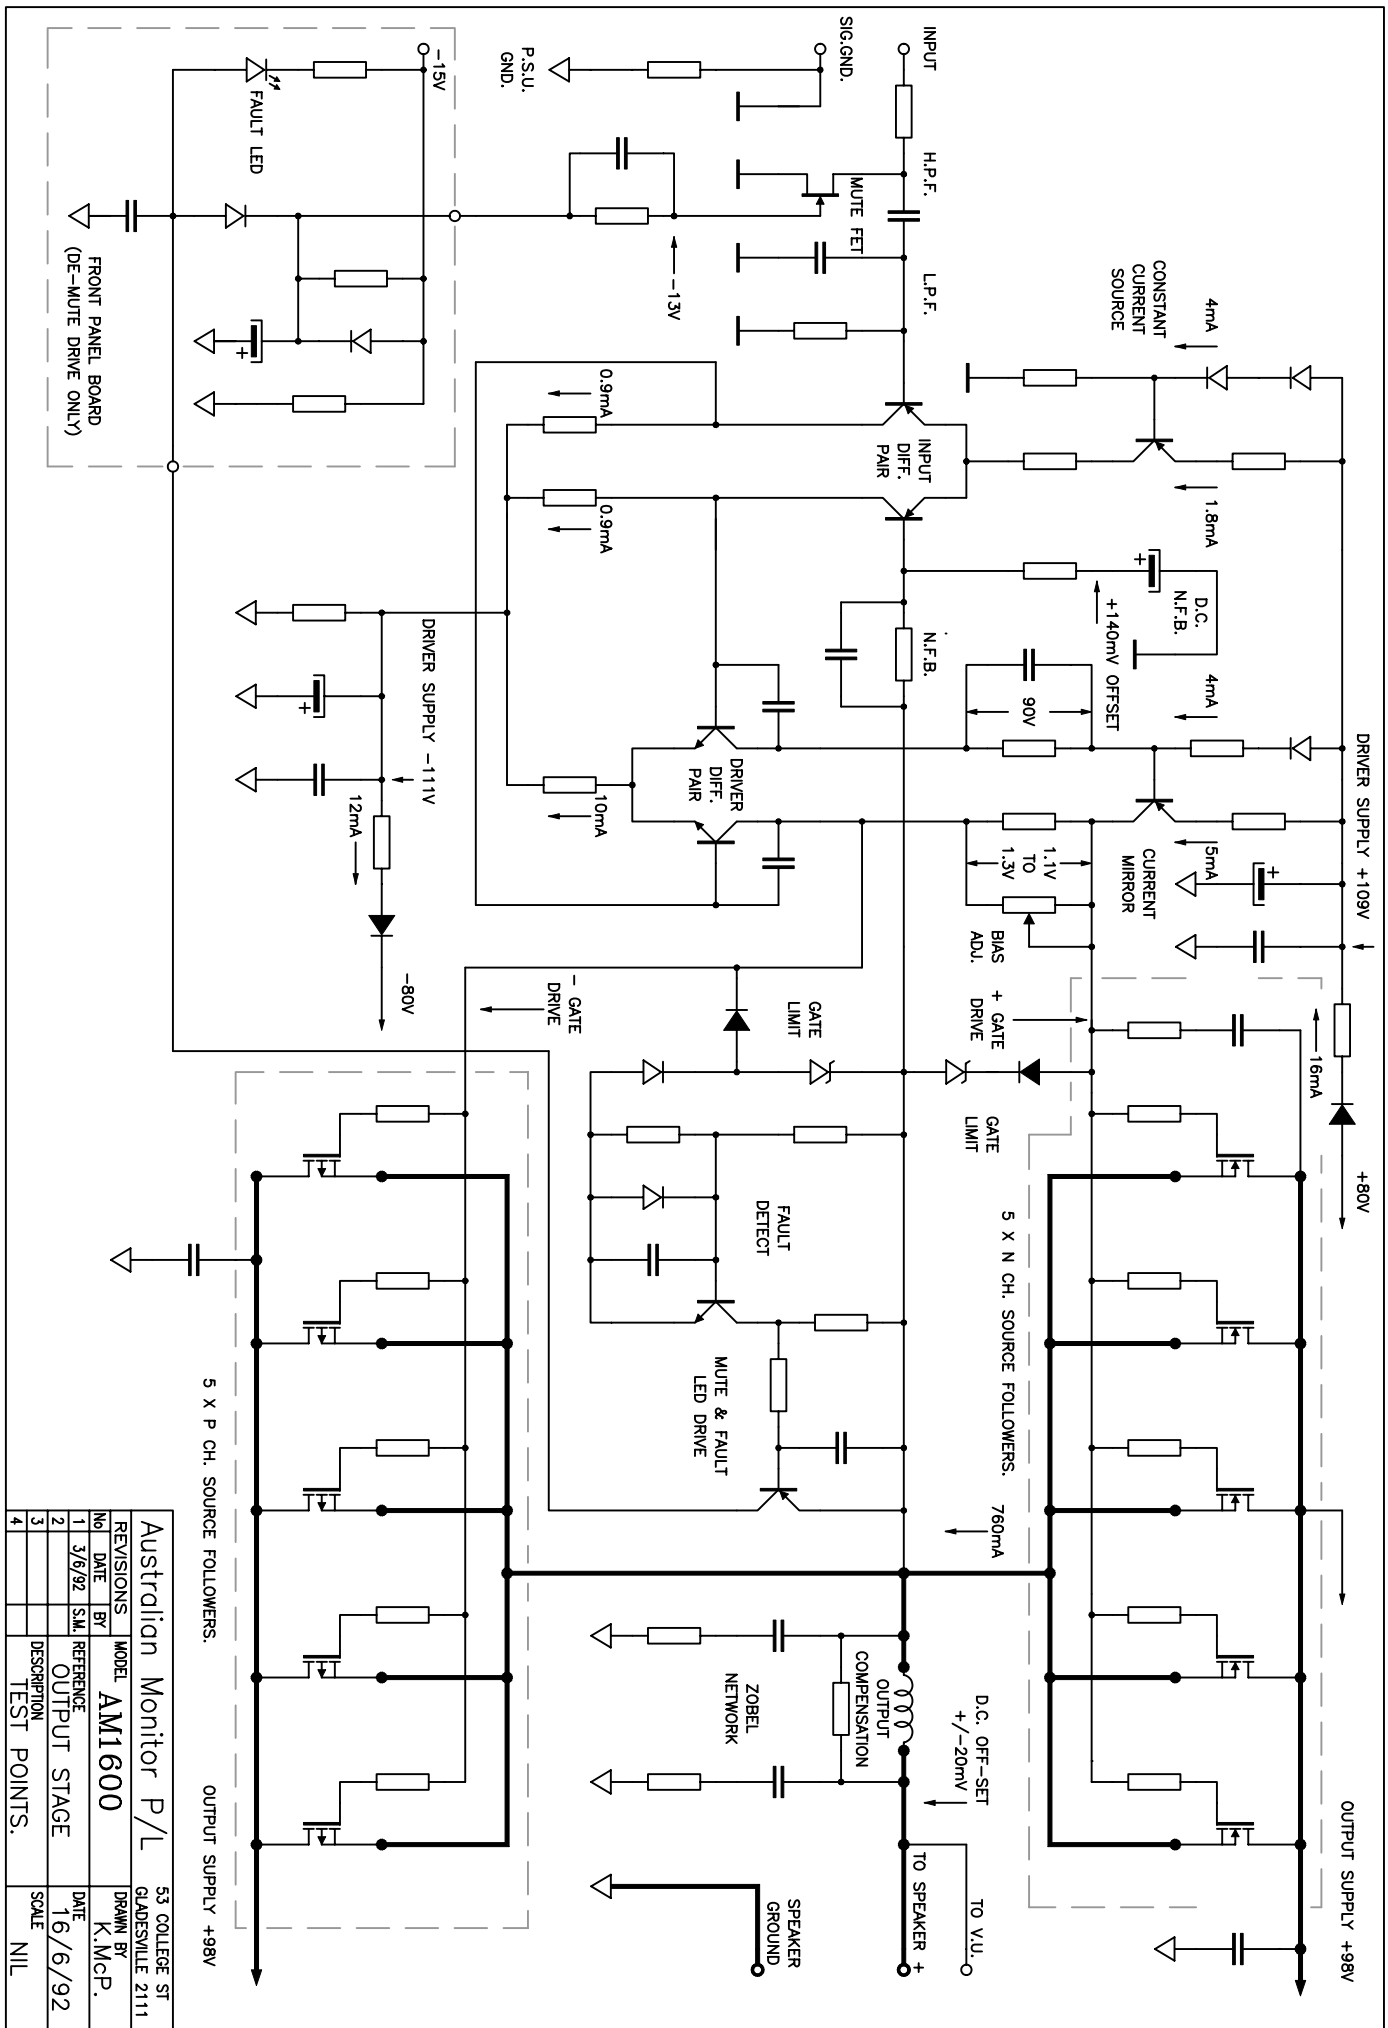 INPUT
SIG.GND.
P.S.U.
GND.
-15V
FAULT LED
H.P.F.
MUTE FET
L.P.F.
-13V
FRONT PANEL BOARD
(DE-MUTE DRIVE ONLY)
CONSTANT
CURRENT
SOURCE
4mA
1.8mA
INPUT
DIFF.
PAIR
0.9mA
0.9mA
D.C.
N.F.B.
+140mV OFFSET
N.F.B.
4mA
90V
DRIVER SUPPLY +109V
5mA
CURRENT
MIRROR
1.1V
TO
1.3V
BIAS
ADJ.
DRIVER
DIFF.
PAIR
10mA
DRIVER SUPPLY -111V
12mA
-80V
+ GATE
DRIVE
- GATE
DRIVE
GATE
LIMIT
GATE
LIMIT
16mA
+80V
FAULT
DETECT
MUTE & FAULT
LED DRIVE
5 X N CH. SOURCE FOLLOWERS.
760mA
5 X P CH. SOURCE FOLLOWERS.
OUTPUT
COMPENSATION
ZOBEL
NETWORK
D.C. OFF-SET
+/-20mV
TO V.U.
TO SPEAKER +
SPEAKER
GROUND
OUTPUT SUPPLY +98V
OUTPUT SUPPLY +98V
Australian Monitor P/L
53 COLLEGE ST
GLADESVILLE 2111
REVISIONS
No DATE BY
1 3/6/92 S.M.
2
3
4
MODEL AM1600
DRAWN BY
K.McP.
REFERENCE
OUTPUT STAGE
DATE
16/6/92
DESCRIPTION
TEST POINTS.
SCALE
NIL